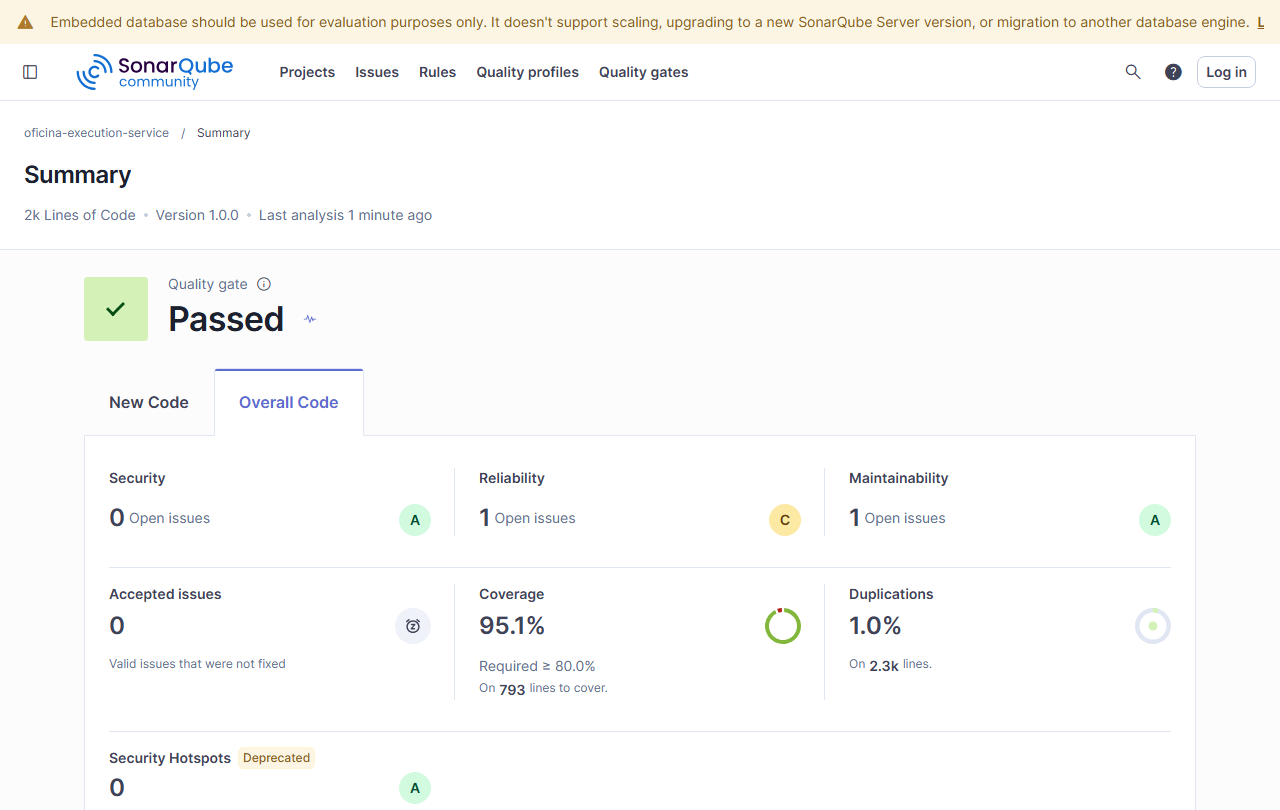 Embedded database should be used for evaluation purposes only. It doesn't support scaling, upgrading to a new SonarQube Server version, or migration to another database engine. L
SonarQube community
Projects Issues Rules Quality profiles Quality gates ? Log in
oficina-execution-service / Summary
Summary
2k Lines of Code • Version 1.0.0 • Last analysis 1 minute ago
Quality gate
Passed
New Code Overall Code
Security
0 Open issues A
Reliability
1 Open issues C
Maintainability
1 Open issues A
Accepted issues
0
Valid issues that were not fixed
Coverage
95.1%
Required ≥ 80.0%
On 793 lines to cover.
Duplications
1.0%
On 2.3k lines.
Security Hotspots Deprecated
0 A